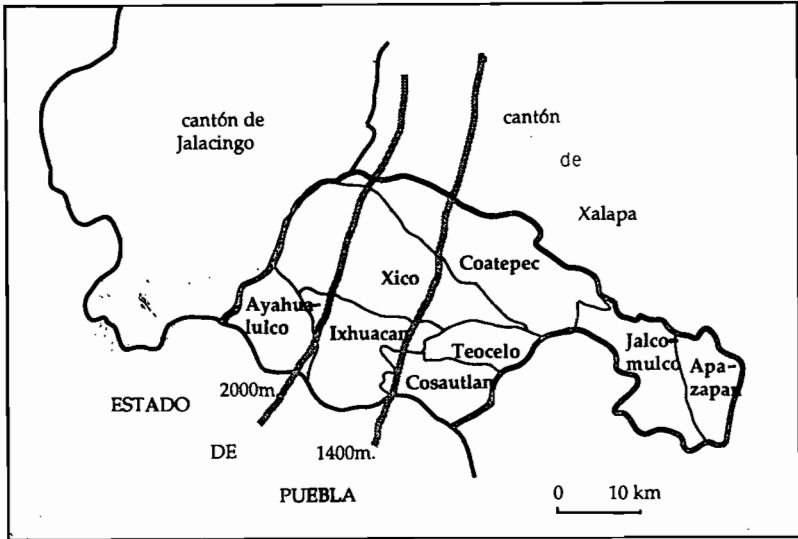 cantón de
Jalacingo
cantón
de
Xalapa
Coatepec
Xico
Ayahua-
lulco
Ixhuacan
Teocelo
Jalco-
mulco
Apa-
zapan
Cosautlan
2000m.
ESTADO
DE
1400m.
PUEBLA
0 10 km